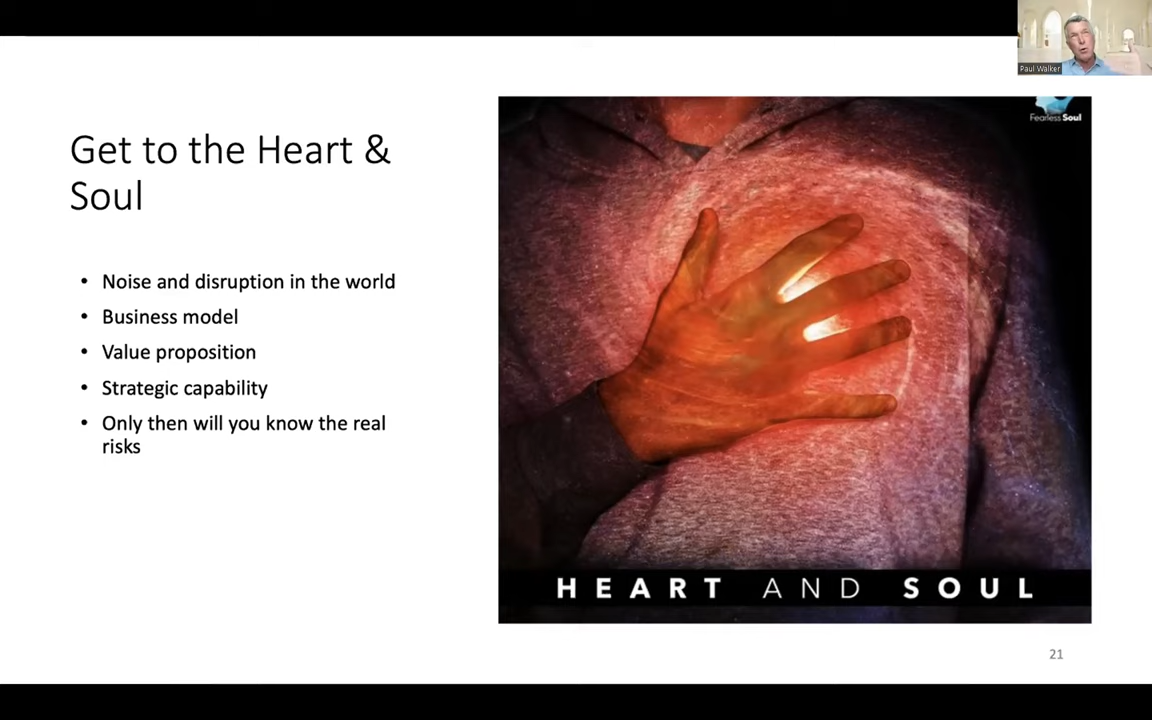 Paul Walker
Get to the Heart &
Soul
• Noise and disruption in the world
• Business model
• Value proposition
• Strategic capability
• Only then will you know the real
risks
Fearless Soul
HEART AND SOUL
21